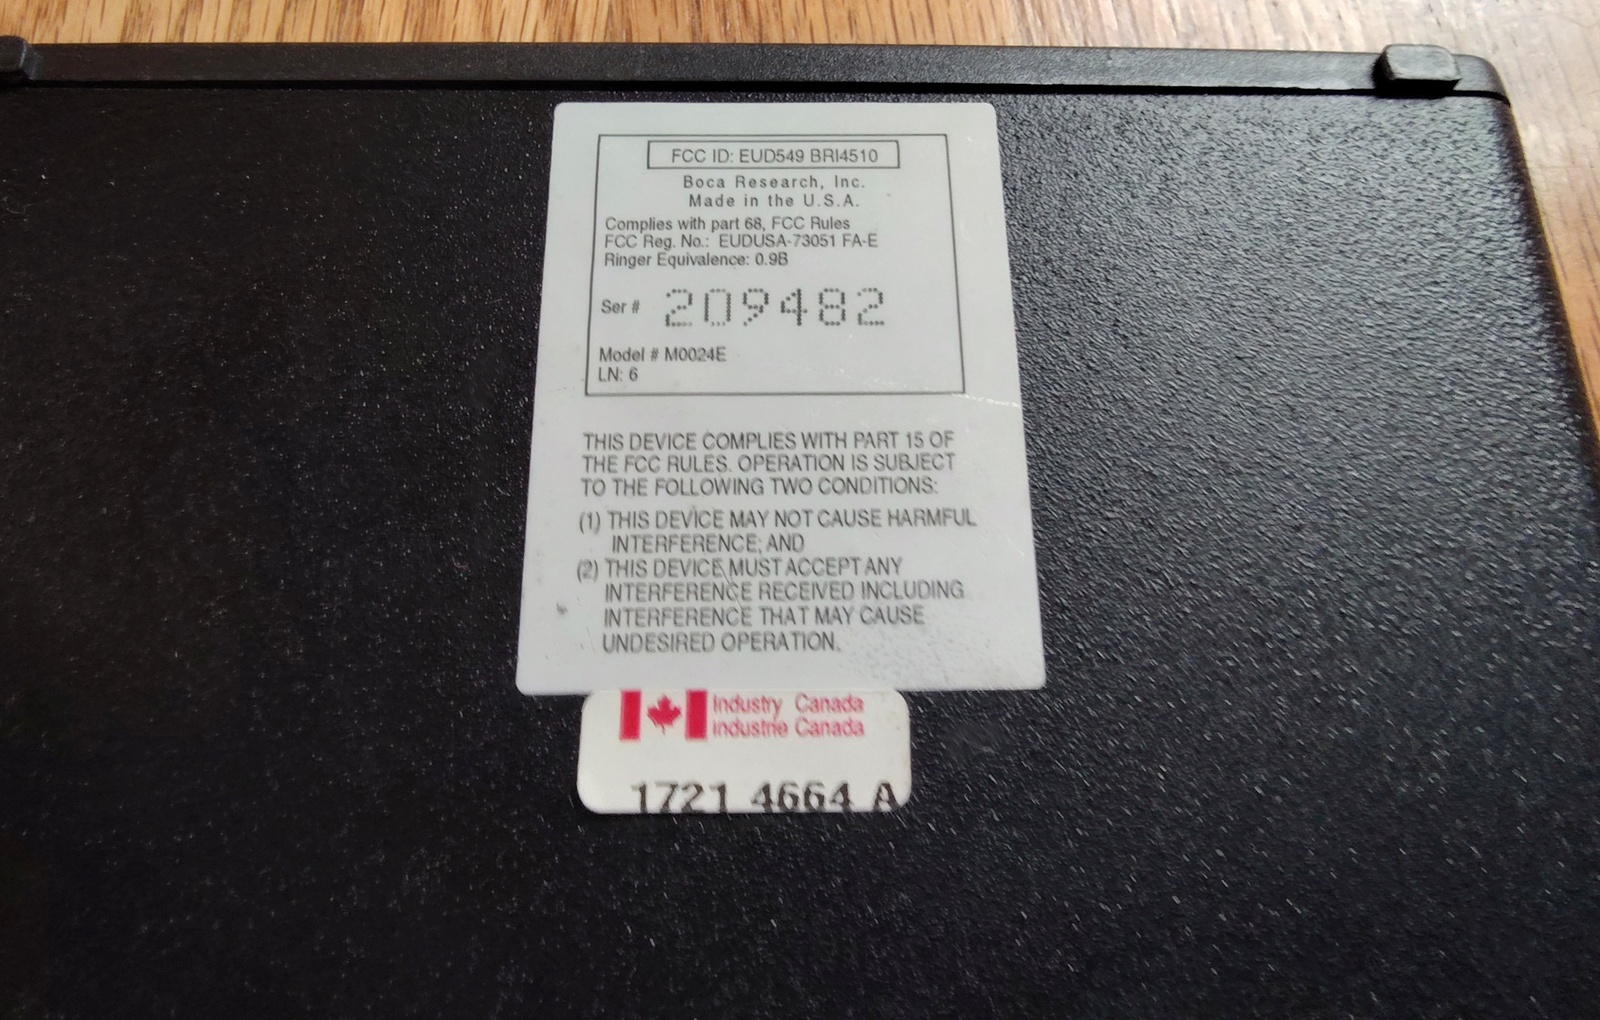 FCC ID: EUD549 BRI4510
Boca Research, Inc.
Made in the U.S.A.
Complies with part 68, FCC Rules
FCC Reg. No.: EUDUSA-73051 FA-E
Ringer Equivalence: 0.9B
Ser # 209482
Model # M0024E
LN: 6
THIS DEVICE COMPLIES WITH PART 15 OF
THE FCC RULES. OPERATION IS SUBJECT
TO THE FOLLOWING TWO CONDITIONS:
(1) THIS DEVICE MAY NOT CAUSE HARMFUL
INTERFERENCE; AND
(2) THIS DEVICE MUST ACCEPT ANY
INTERFERENCE RECEIVED INCLUDING
INTERFERENCE THAT MAY CAUSE
UNDESIRED OPERATION.
Industry Canada
Industrie Canada
1721 4664 A